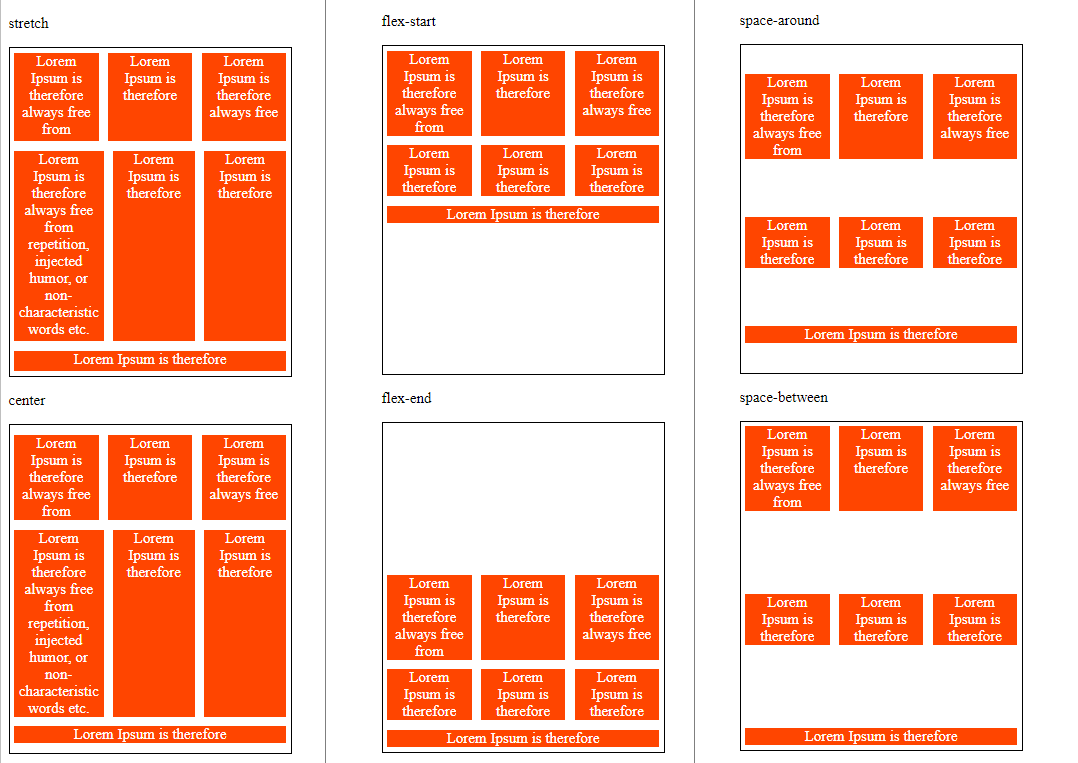 stretch
Lorem
Ipsum is
therefore
always free
from
Lorem
Ipsum is
therefore
Lorem
Ipsum is
therefore
always free
Lorem
Ipsum is
therefore
always free
from
repetition,
injected
humor, or
non-
characteristic
words etc.
Lorem
Ipsum is
therefore
Lorem
Ipsum is
therefore
Lorem Ipsum is therefore
center
Lorem
Ipsum is
therefore
always free
from
Lorem
Ipsum is
therefore
Lorem
Ipsum is
therefore
always free
Lorem
Ipsum is
therefore
always free
from
repetition,
injected
humor, or
non-
characteristic
words etc.
Lorem
Ipsum is
therefore
Lorem
Ipsum is
therefore
Lorem Ipsum is therefore
flex-start
Lorem
Ipsum is
therefore
always free
from
Lorem
Ipsum is
therefore
Lorem
Ipsum is
therefore
always free
Lorem
Ipsum is
therefore
Lorem
Ipsum is
therefore
Lorem
Ipsum is
therefore
Lorem Ipsum is therefore
flex-end
Lorem
Ipsum is
therefore
always free
from
Lorem
Ipsum is
therefore
Lorem
Ipsum is
therefore
always free
Lorem
Ipsum is
therefore
Lorem
Ipsum is
therefore
Lorem
Ipsum is
therefore
Lorem Ipsum is therefore
space-around
Lorem
Ipsum is
therefore
always free
from
Lorem
Ipsum is
therefore
Lorem
Ipsum is
therefore
always free
Lorem
Ipsum is
therefore
Lorem
Ipsum is
therefore
Lorem
Ipsum is
therefore
Lorem Ipsum is therefore
space-between
Lorem
Ipsum is
therefore
always free
from
Lorem
Ipsum is
therefore
Lorem
Ipsum is
therefore
always free
Lorem
Ipsum is
therefore
Lorem
Ipsum is
therefore
Lorem
Ipsum is
therefore
Lorem Ipsum is therefore